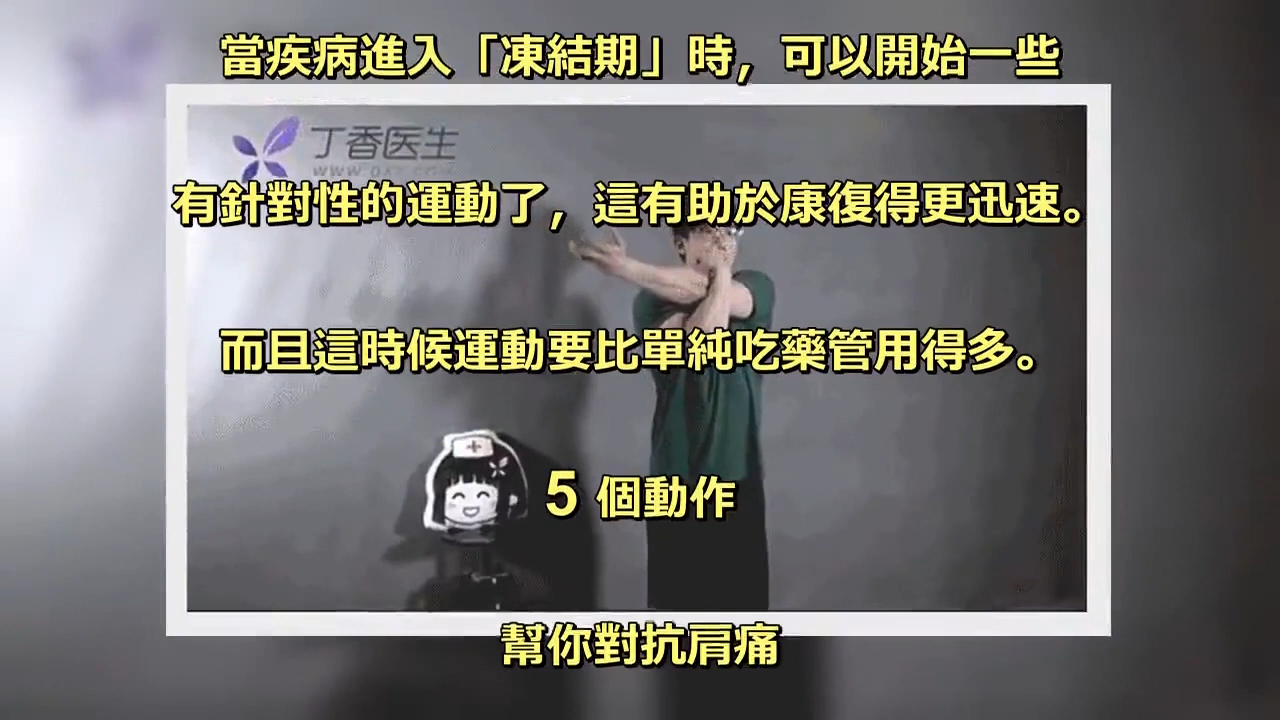 當疾病進入「凍結期」時，可以開始一些
丁香医生
有針對性的運動了，這有助於康復得更迅速。
而且這時候運動要比單純吃藥管用得多。
5 個動作
幫你對抗肩痛